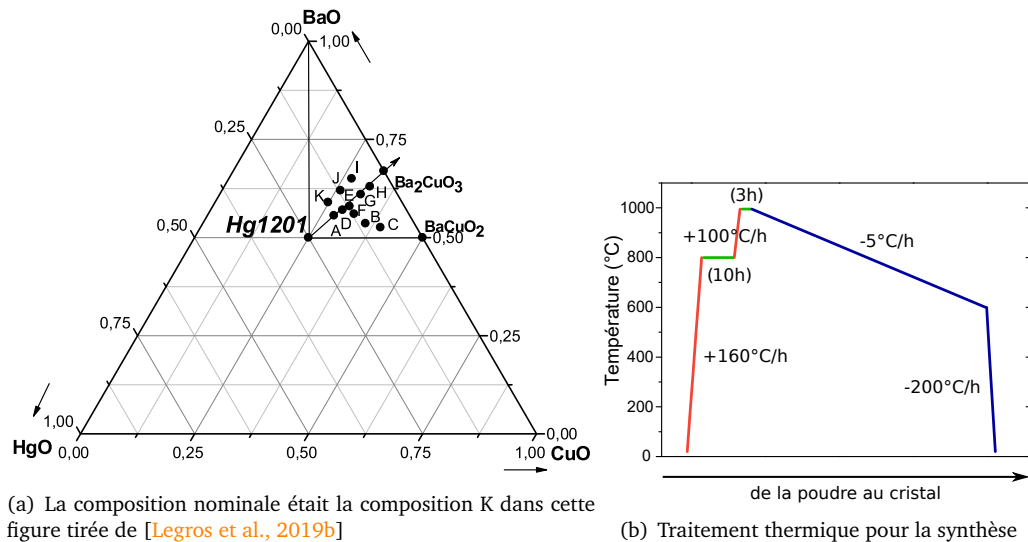 BaO
0,00
1,00
0,25
0,75
I
J
Ba₂CuO₃
K
E
H
G
Hg1201
F
B
BaCuO₂
A
D
C
0,50
0,50
0,75
0,25
1,00
0,00
HgO
0,00
0,25
0,50
0,75
1,00
CuO
(a) La composition nominale était la composition K dans cette
figure tirée de [Legros et al., 2019b]
Température (°C)
1000
800
600
400
200
0
(3h)
+100°C/h
(10h)
-5°C/h
+160°C/h
-200°C/h
de la poudre au cristal
(b) Traitement thermique pour la synthèse